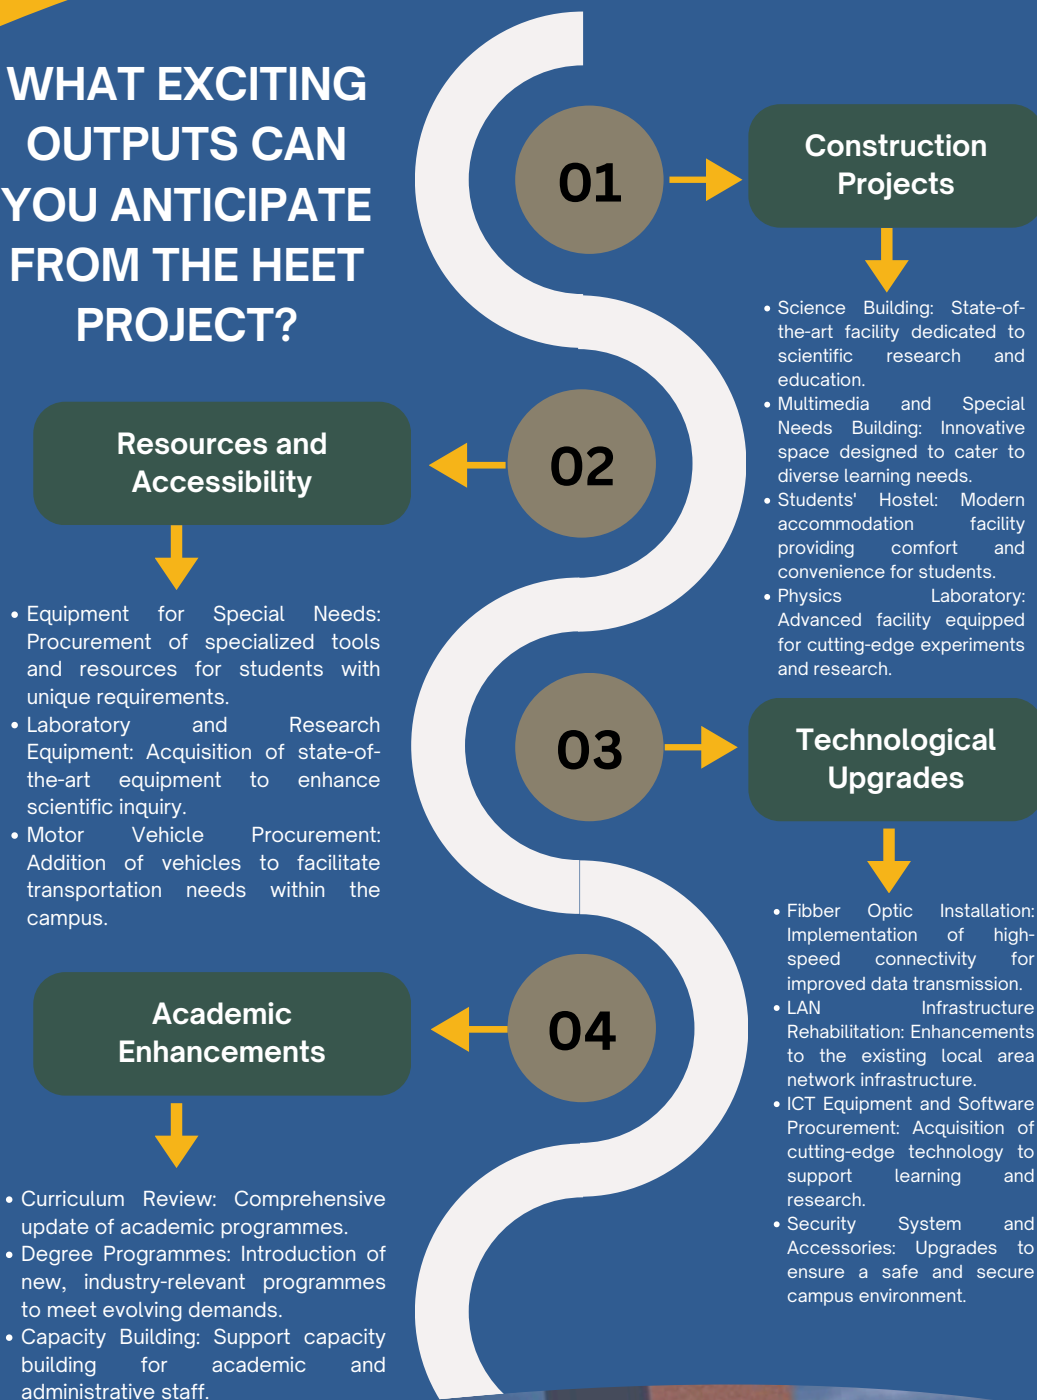 WHAT EXCITING
OUTPUTS CAN
YOU ANTICIPATE
FROM THE HEET
PROJECT?
01
Construction
Projects
• Science Building: State-of-
the-art facility dedicated to
scientific research and
education.
• Multimedia and Special
Needs Building: Innovative
space designed to cater to
diverse learning needs.
• Students' Hostel: Modern
accommodation facility
providing comfort and
convenience for students.
• Physics Laboratory:
Advanced facility equipped
for cutting-edge experiments
and research.
02
Resources and
Accessibility
• Equipment for Special Needs:
Procurement of specialized tools
and resources for students with
unique requirements.
• Laboratory and Research
Equipment: Acquisition of state-of-
the-art equipment to enhance
scientific inquiry.
• Motor Vehicle Procurement:
Addition of vehicles to facilitate
transportation needs within the
campus.
03
Technological
Upgrades
• Fibber Optic Installation:
Implementation of high-
speed connectivity for
improved data transmission.
• LAN Infrastructure
Rehabilitation: Enhancements
to the existing local area
network infrastructure.
• ICT Equipment and Software
Procurement: Acquisition of
cutting-edge technology to
support learning and
research.
• Security System and
Accessories: Upgrades to
ensure a safe and secure
campus environment.
04
Academic
Enhancements
• Curriculum Review: Comprehensive
update of academic programmes.
• Degree Programmes: Introduction of
new, industry-relevant programmes
to meet evolving demands.
• Capacity Building: Support capacity
building for academic and
administrative staff.